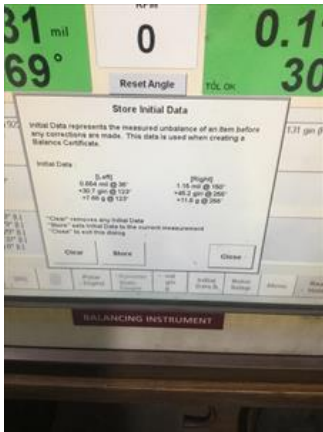 RPM
31 mil
0
0.1
69°
30
Reset Angle
TOL OK
Store Initial Data
Initial Data represents the measured unbalance of an item before
any corrections are made. This data is used when creating a
Balance Certificate.
Initial Data
[Left]
[Right]
0.884 mil @ 36°
1.16 mil @ 160°
+30.7 gin @ 123°
+46.2 gin @ 266°
+7.66 g @ 123°
+11.6 g @ 266°
"Clear" removes any Initial Data
"Store" sets Initial Data to the current measurement
"Close" to exit this dialog
Clear
Store
Close
Menu
BALANCING INSTRUMENT